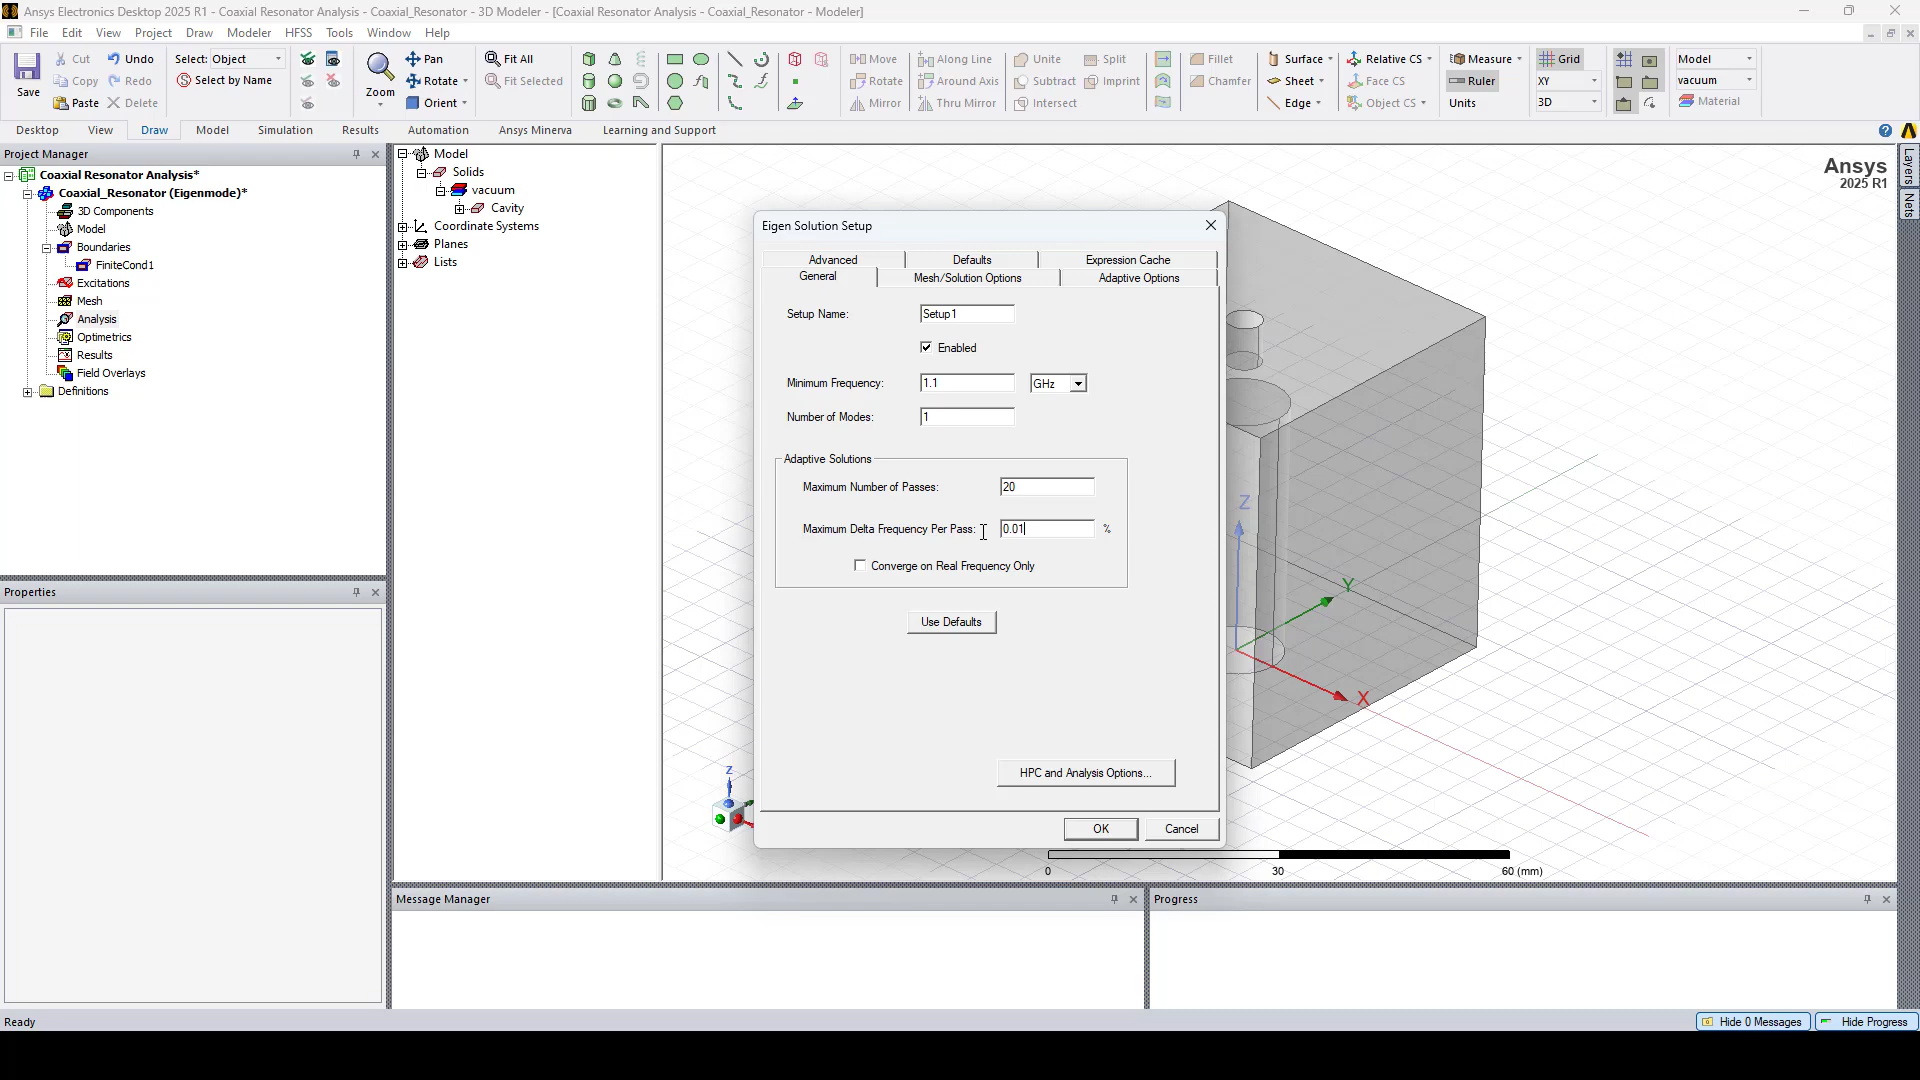 Ansys Electronics Desktop 2025 R1 - Coaxial Resonator Analysis - Coaxial_Resonator - 3D Modeler - [Coaxial Resonator Analysis - Coaxial_Resonator - Modeler]
File Edit View Project Draw Modeler HFSS Tools Window Help
Save
Cut
Copy
Paste
Undo
Redo
Delete
Select: Object
Select by Name
Zoom
Pan
Rotate
Orient
Fit All
Fit Selected
Move
Rotate
Mirror
Along Line
Around Axis
Thru Mirror
Unite
Subtract
Intersect
Split
Imprint
Fillet
Chamfer
Surface
Sheet
Edge
Relative CS
Face CS
Object CS
Measure
Ruler
Units
Grid
XY
3D
Model
vacuum
Material
Desktop View Draw Model Simulation Results Automation Ansys Minerva Learning and Support
Project Manager
Coaxial Resonator Analysis*
Coaxial_Resonator (Eigenmode)*
3D Components
Model
Boundaries
FiniteCond1
Excitations
Mesh
Analysis
Optimetrics
Results
Field Overlays
Definitions
Properties
Model
Solids
vacuum
Cavity
Coordinate Systems
Planes
Lists
Ansys
2025 R1
Layers
Nets
Eigen Solution Setup
Advanced Defaults Expression Cache
General Mesh/Solution Options Adaptive Options
Setup Name: Setup1
Enabled
Minimum Frequency: 1.1 GHz
Number of Modes: 1
Adaptive Solutions
Maximum Number of Passes: 20
Maximum Delta Frequency Per Pass: 0.01 %
Converge on Real Frequency Only
Use Defaults
HPC and Analysis Options...
OK Cancel
Z
Y
X
Z
0 30 60 (mm)
Message Manager
Progress
Ready
Hide 0 Messages
Hide Progress